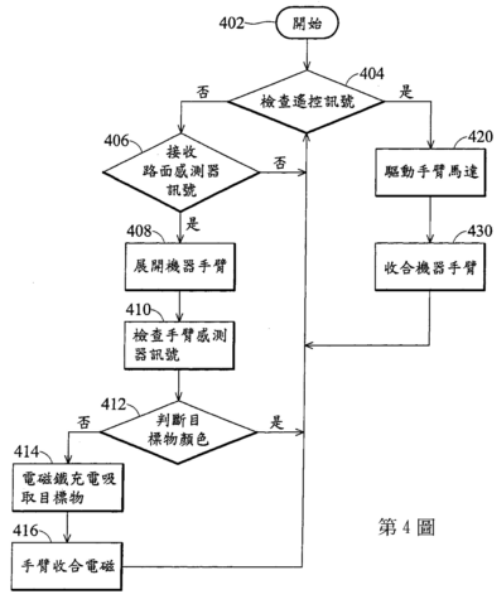 402
開始
404
檢查遙控訊號
否
是
406
接收
路面感測器
訊號
否
是
420
驅動手臂馬達
408
展開機器手臂
430
收合機器手臂
410
檢查手臂感測
器訊號
412
判斷目
標物顏色
否
是
414
電磁鐵充電吸
取目標物
416
手臂收合電磁
第4圖